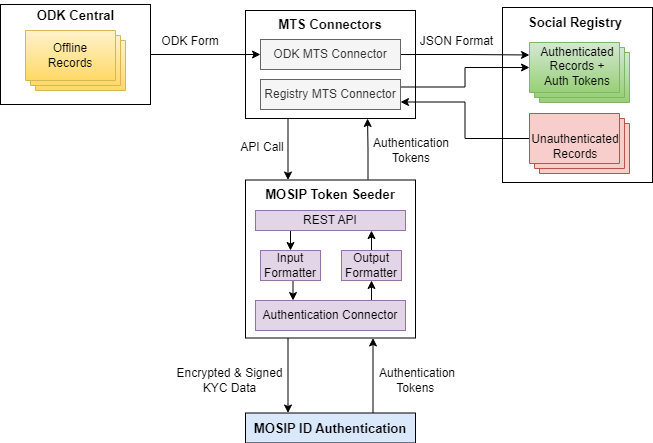 ODK Central
Offline
Records
ODK Form
MTS Connectors
ODK MTS Connector
Registry MTS Connector
JSON Format
Social Registry
Authenticated
Records +
Auth Tokens
Unauthenticated
Records
API Call
Authentication
Tokens
MOSIP Token Seeder
REST API
Input
Formatter
Output
Formatter
Authentication Connector
Encrypted & Signed
KYC Data
Authentication
Tokens
MOSIP ID Authentication